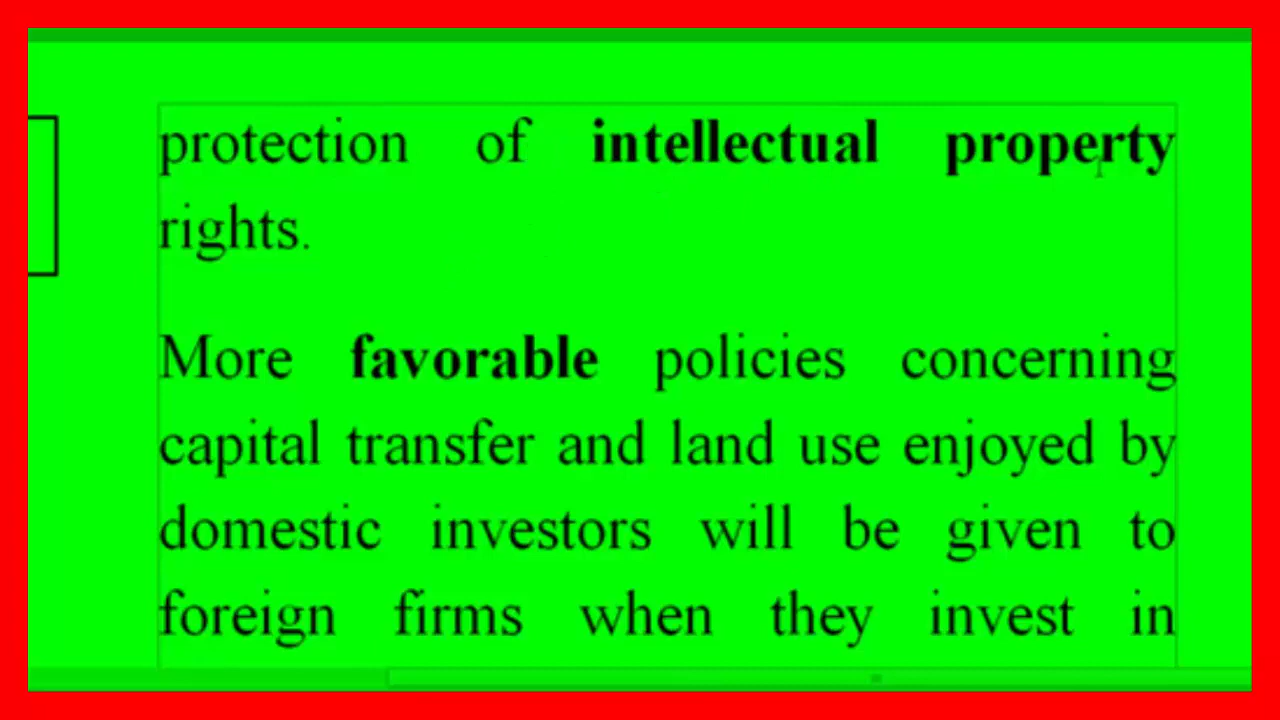 protection of intellectual property
rights.
More favorable policies concerning
capital transfer and land use enjoyed by
domestic investors will be given to
foreign firms when they invest in